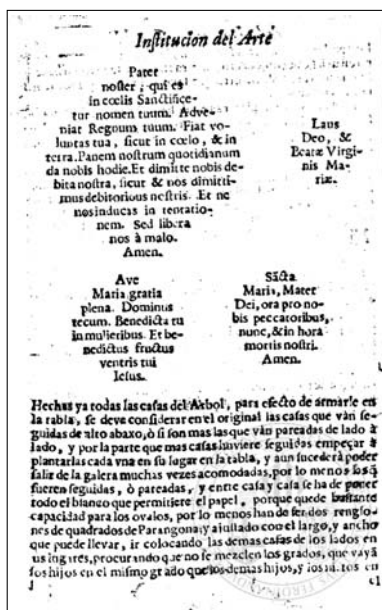 Institucion del Arte
Pater
noster, qui es
in cœlis Sanctifice-
tur nomen tuum. Adve-
niat Regnum tuum. Fiat vo-
luntas tua, sicut in cœlo, & in
terra. Panem nostrum quotidianum
da nobis hodie. Et dimitte nobis de-
bita nostra, sicut & nos dimitti-
mus debitorious nostris. Et ne
nos inducas in tentatio-
nem. Sed libera
nos à malo.
Amen.
Laus
Deo, &
Beatæ Virgi-
nis Ma-
riæ.
Ave
Maria gratia
plena. Dominus
tecum. Benedicta tu
in mulieribus. Et be-
nedictus fructus
ventris tui
Iesus.
Sãcta
Maria, Mater
Dei, ora pro no-
bis peccatoribus,
nunc, & in hora
mortis nostri.
Amen.
Hechas ya todas las casas del Arbol, para efecto de armarle en
la tabla, se deve considerar en el original las casas que ván se-
guidas de alto abaxo, ò si son mas las que ván pareadas de lado à
lado, y por la parte que mas casas huviere seguidas empeçar à
plantarlas cada vna en su lugar en la tabla, y aun sucederá poder
salir de la galera muchas vezes acomodadas, por lo menos las q
fueren seguidas, ò pareadas, y entre casa y casa se ha de poner
todo el blanco que permitiere el papel, porque quede bastante
capacidad para los ovalos, por lo menos han de ser dos renglo-
nes de quadrados de Parangona; y ajustado con el largo, y ancho
que puede llevar, ir colocando las demas casas de los lados en
sus lugares, procurando que no se mezclen los grados, que vayã
los hijos en el mismo grado que los demas hijos, y los nietos en